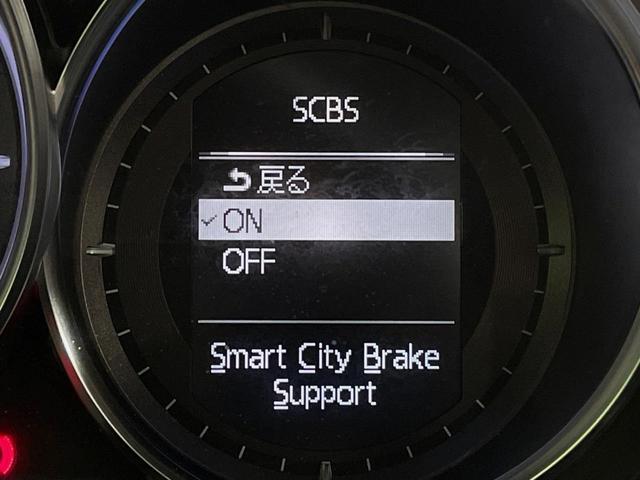 SCBS
戻る
ON
OFF
Smart City Brake
Support